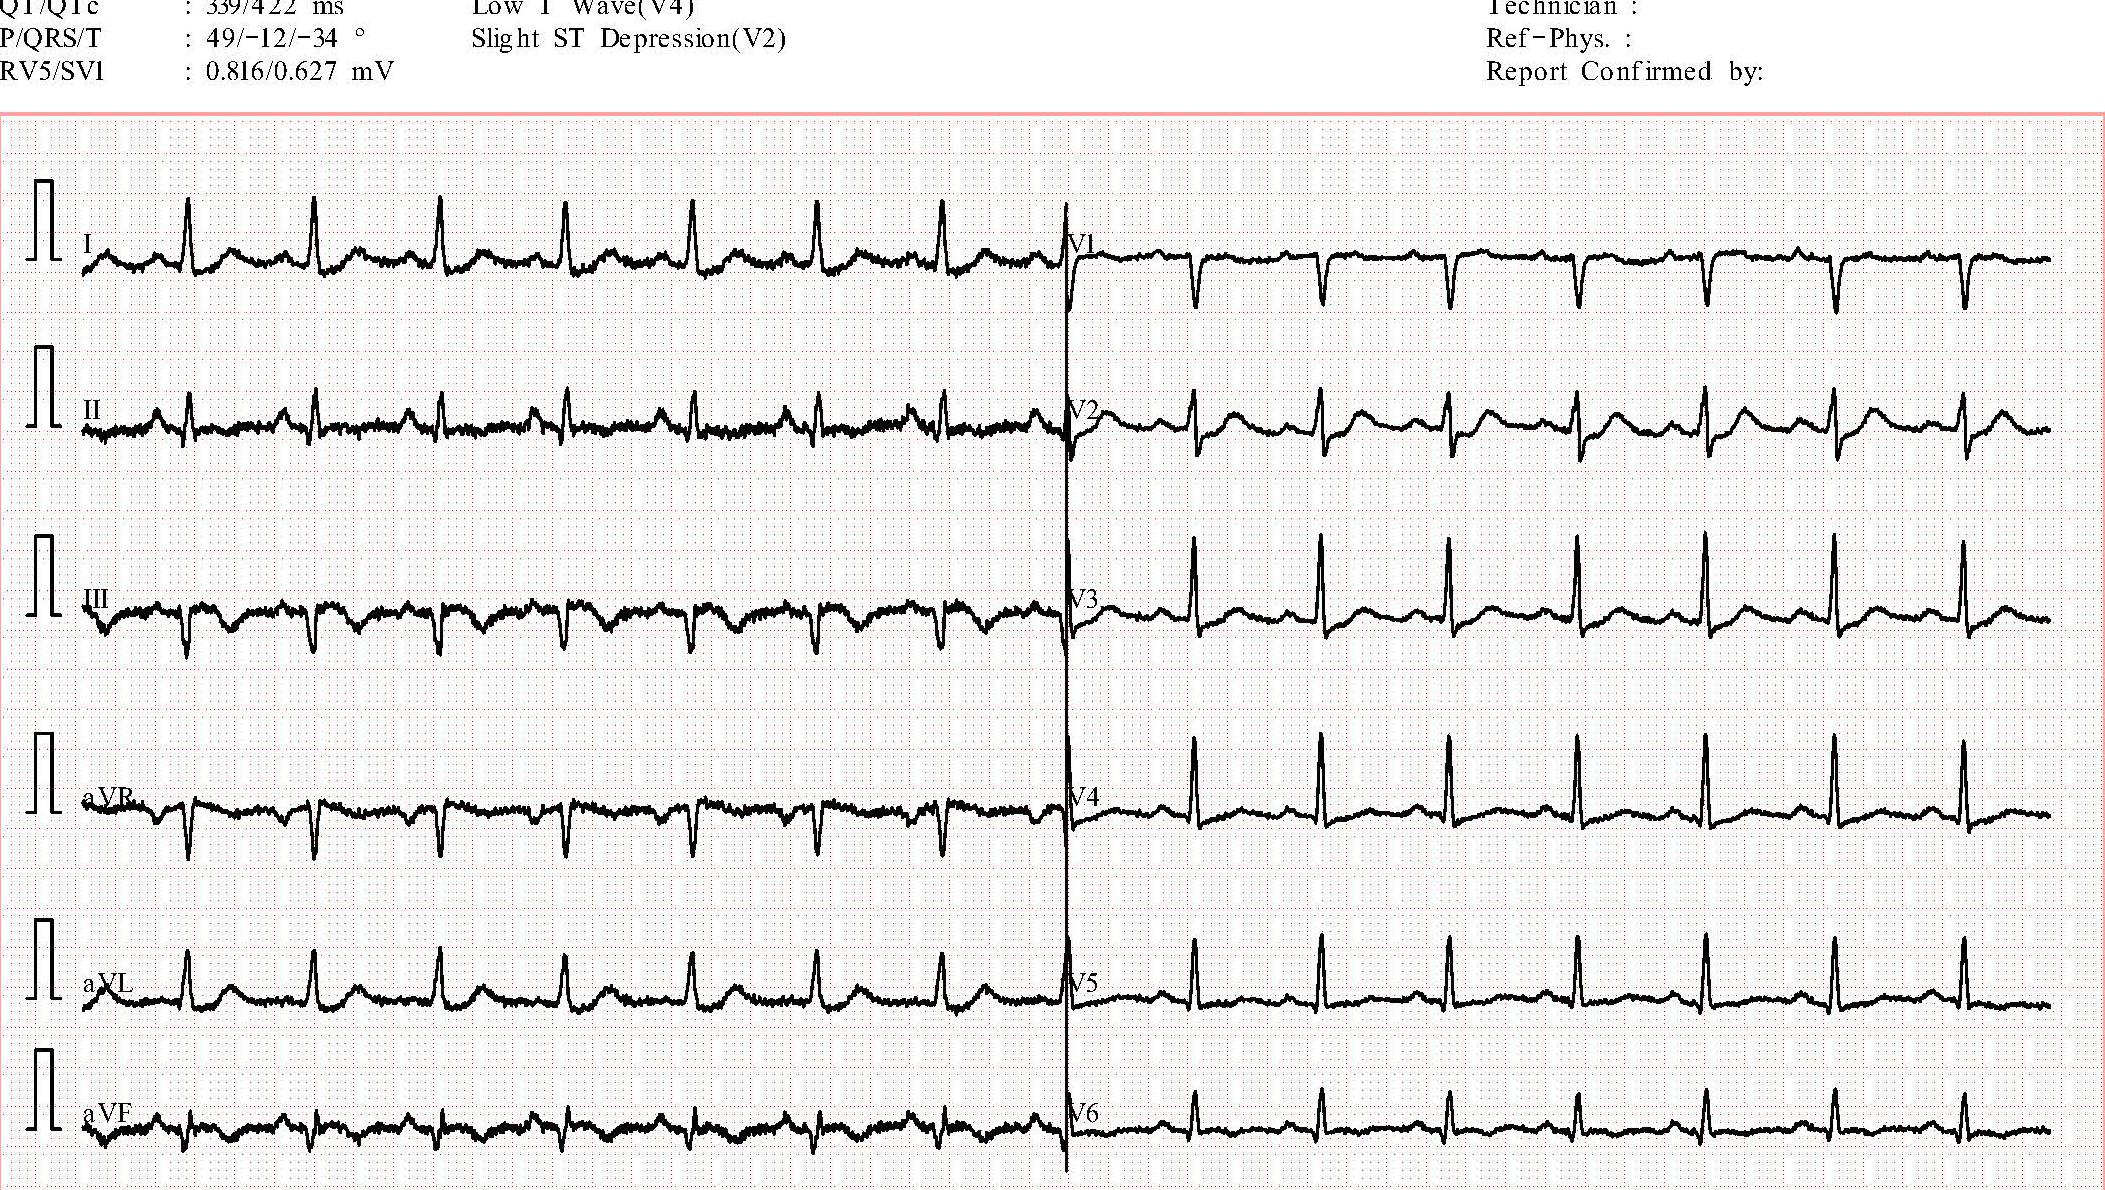 QT/QTc : 339/422 ms Low T Wave(V4) Technician :
P/QRS/T : 49/-12/-34 ° Slight ST Depression(V2) Ref-Phys. :
RV5/SV1 : 0.816/0.627 mV Report Confirmed by:
I V1
II V2
III V3
aVR V4
aVL V5
aVF V6